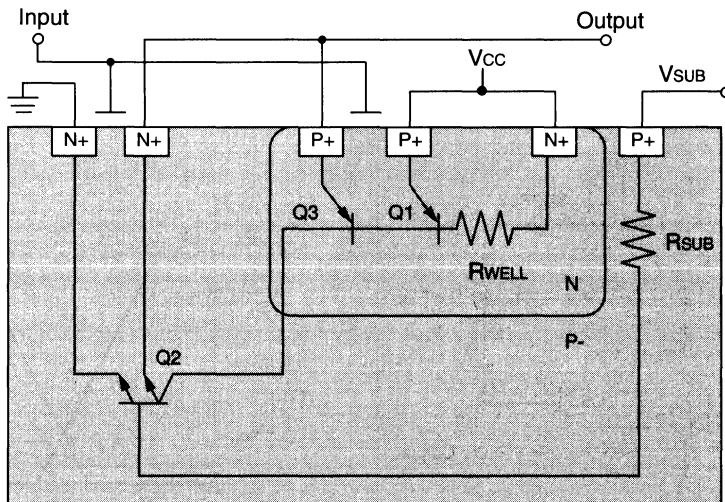 Input
Output
VCC
VSUB
N+
N+
P+
P+
N+
P+
Q3
Q1
RSUB
RWELL
N
P-
Q2